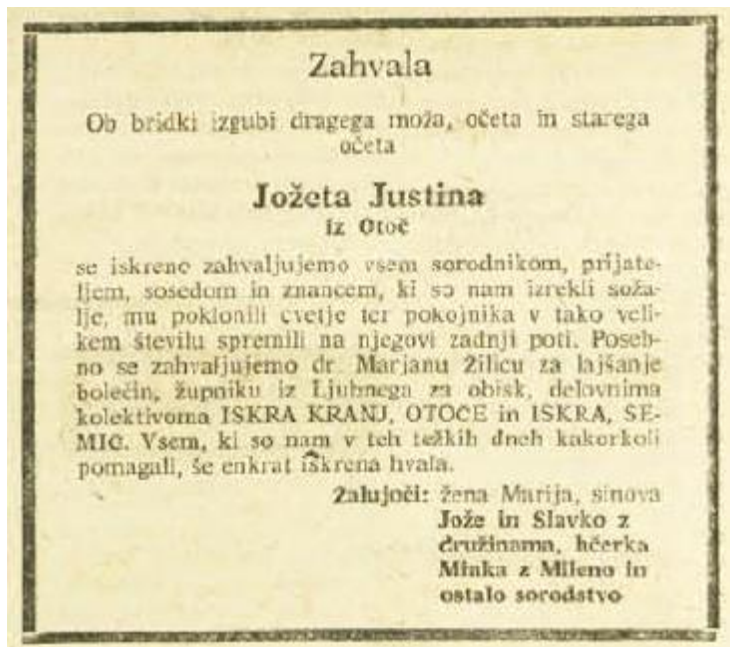 Zahvala
Ob bridki izgubi dragega moža, očeta in starega
očeta
Jožeta Justina
iz Otoč
se iskreno zahvaljujemo vsem sorodnikom, prijate-
ljem, sosedom in znancem, ki so nam izrekli soža-
lje, mu poklonili cvetje ter pokojnika v tako veli-
kem številu spremili na njegovi zadnji poti. Poseb-
no se zahvaljujemo dr. Marjanu Žilicu za lajšanje
bolečin, župniku iz Ljubnega za obisk, delovnima
kolektivoma ISKRA KRANJ, OTOČE in ISKRA, SE-
MIČ. Vsem, ki so nam v teh težkih dneh kakorkoli
pomagali, še enkrat iskrena hvala.
Žalujoči: žena Marija, sinova
Jože in Slavko z
družinama, hčerka
Minka z Mileno in
ostalo sorodstvo